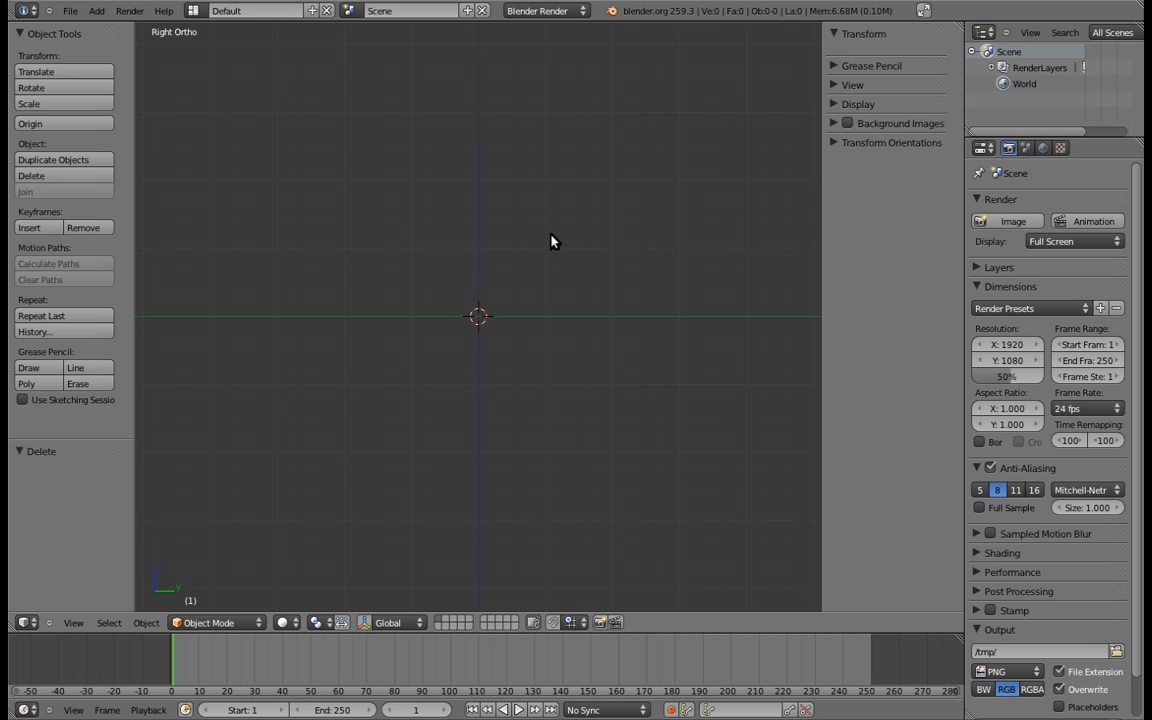 File Add Render Help Default Scene Blender Render blender.org 259.3 | Ve:0 | Fa:0 | Ob:0-0 | La:0 | Mem:6.68M (0.10M)
Object Tools
Transform:
Translate
Rotate
Scale
Origin
Object:
Duplicate Objects
Delete
Join
Keyframes:
Insert Remove
Motion Paths:
Calculate Paths
Clear Paths
Repeat:
Repeat Last
History...
Grease Pencil:
Draw Line
Poly Erase
Use Sketching Sessio
Delete
Right Ortho
y
(1)
Transform
Grease Pencil
View
Display
Background Images
Transform Orientations
View Search All Scenes
Scene
RenderLayers |
World
Scene
Render
Image Animation
Display: Full Screen
Layers
Dimensions
Render Presets
Resolution: Frame Range:
X: 1920 Start Fram: 1
Y: 1080 End Fra: 250
50% Frame Ste: 1
Aspect Ratio: Frame Rate:
X: 1.000 24 fps
Y: 1.000 Time Remapping:
Bor Cro 100 100
Anti-Aliasing
5 8 11 16 Mitchell-Netr
Full Sample Size: 1.000
Sampled Motion Blur
Shading
Performance
Post Processing
Stamp
Output
/tmp/
PNG File Extension
BW RGB RGBA Overwrite
Placeholders
View Select Object Object Mode Global
-50 -40 -30 -20 -10 0 10 20 30 40 50 60 70 80 90 100 110 120 130 140 150 160 170 180 190 200 210 220 230 240 250 260 270 280
View Frame Playback Start: 1 End: 250 1 No Sync